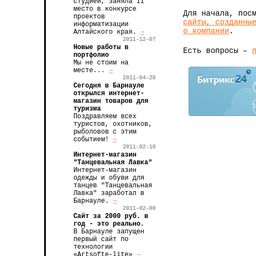 студией, заняла II
место в конкурсе
проектов
информатизации
Алтайского края. →
2011-12-07
Новые работы в
портфолио
Мы не стоим на
месте... →
2011-04-20
Сегодня в Барнауле
открылся интернет-
магазин товаров для
туризма
Поздравляем всех
туристов, охотников,
рыболовов с этим
событием! →
2011-02-10
Интернет-магазин
"Танцевальная Лавка"
Интернет-магазин
одежды и обуви для
танцев "Танцевальная
Лавка" заработал в
Барнауле. →
2011-02-08
Сайт за 2000 руб. в
год - это реально.
В Барнауле запущен
первый сайт по
технологии
«Artsofte-lite» →
Для начала, посм
сайты, созданные
о компании.
Есть вопросы –
Битрикс24